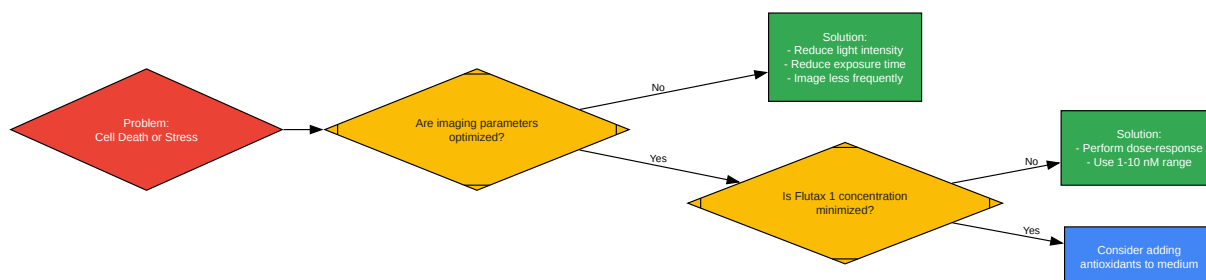 Problem:
Cell Death or Stress
Are imaging parameters
optimized?
No
Solution:
- Reduce light intensity
- Reduce exposure time
- Image less frequently
Yes
Is Flutax 1 concentration
minimized?
No
Solution:
- Perform dose-response
- Use 1-10 nM range
Yes
Consider adding
antioxidants to medium